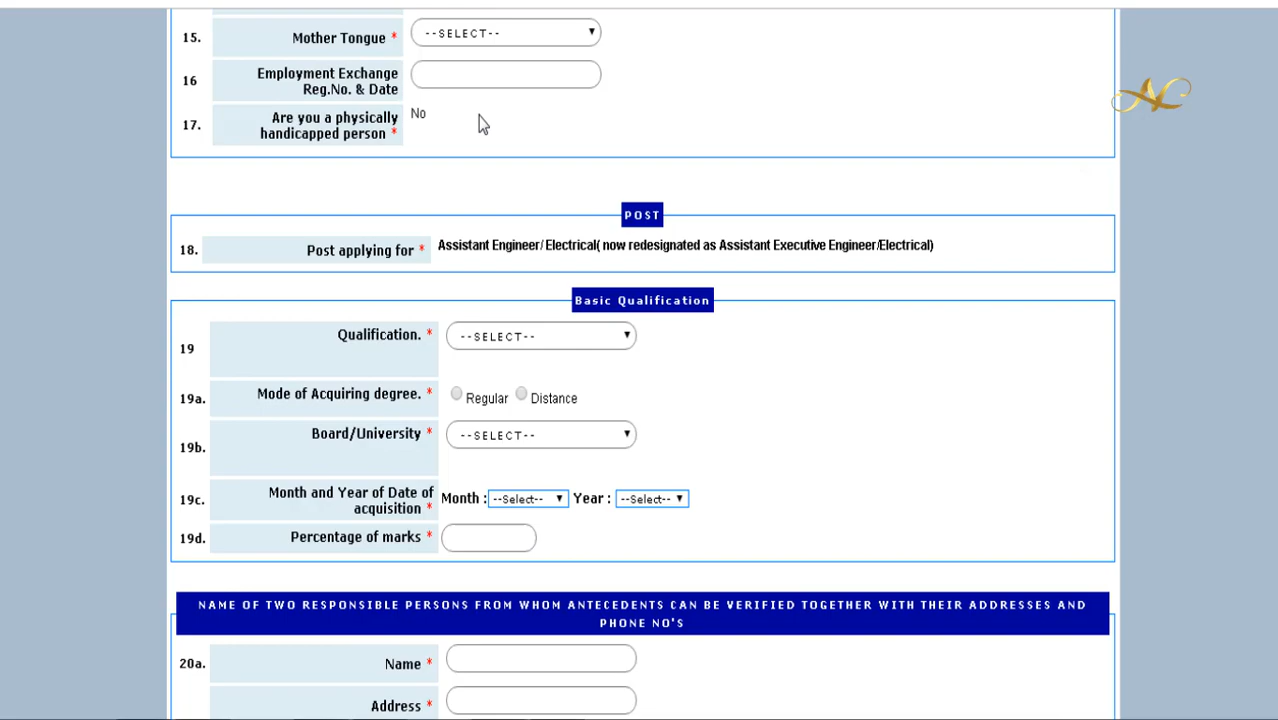 15. Mother Tongue * --SELECT--
16 Employment Exchange
Reg.No. & Date
17. Are you a physically
handicapped person * No
POST
18. Post applying for * Assistant Engineer/ Electrical( now redesignated as Assistant Executive Engineer/Electrical)
Basic Qualification
19 Qualification. * --SELECT--
19a. Mode of Acquiring degree. * Regular Distance
19b. Board/University * --SELECT--
19c. Month and Year of Date of
acquisition * Month : --Select-- Year : --Select--
19d. Percentage of marks *
NAME OF TWO RESPONSIBLE PERSONS FROM WHOM ANTECEDENTS CAN BE VERIFIED TOGETHER WITH THEIR ADDRESSES AND
PHONE NO'S
20a. Name *
Address *